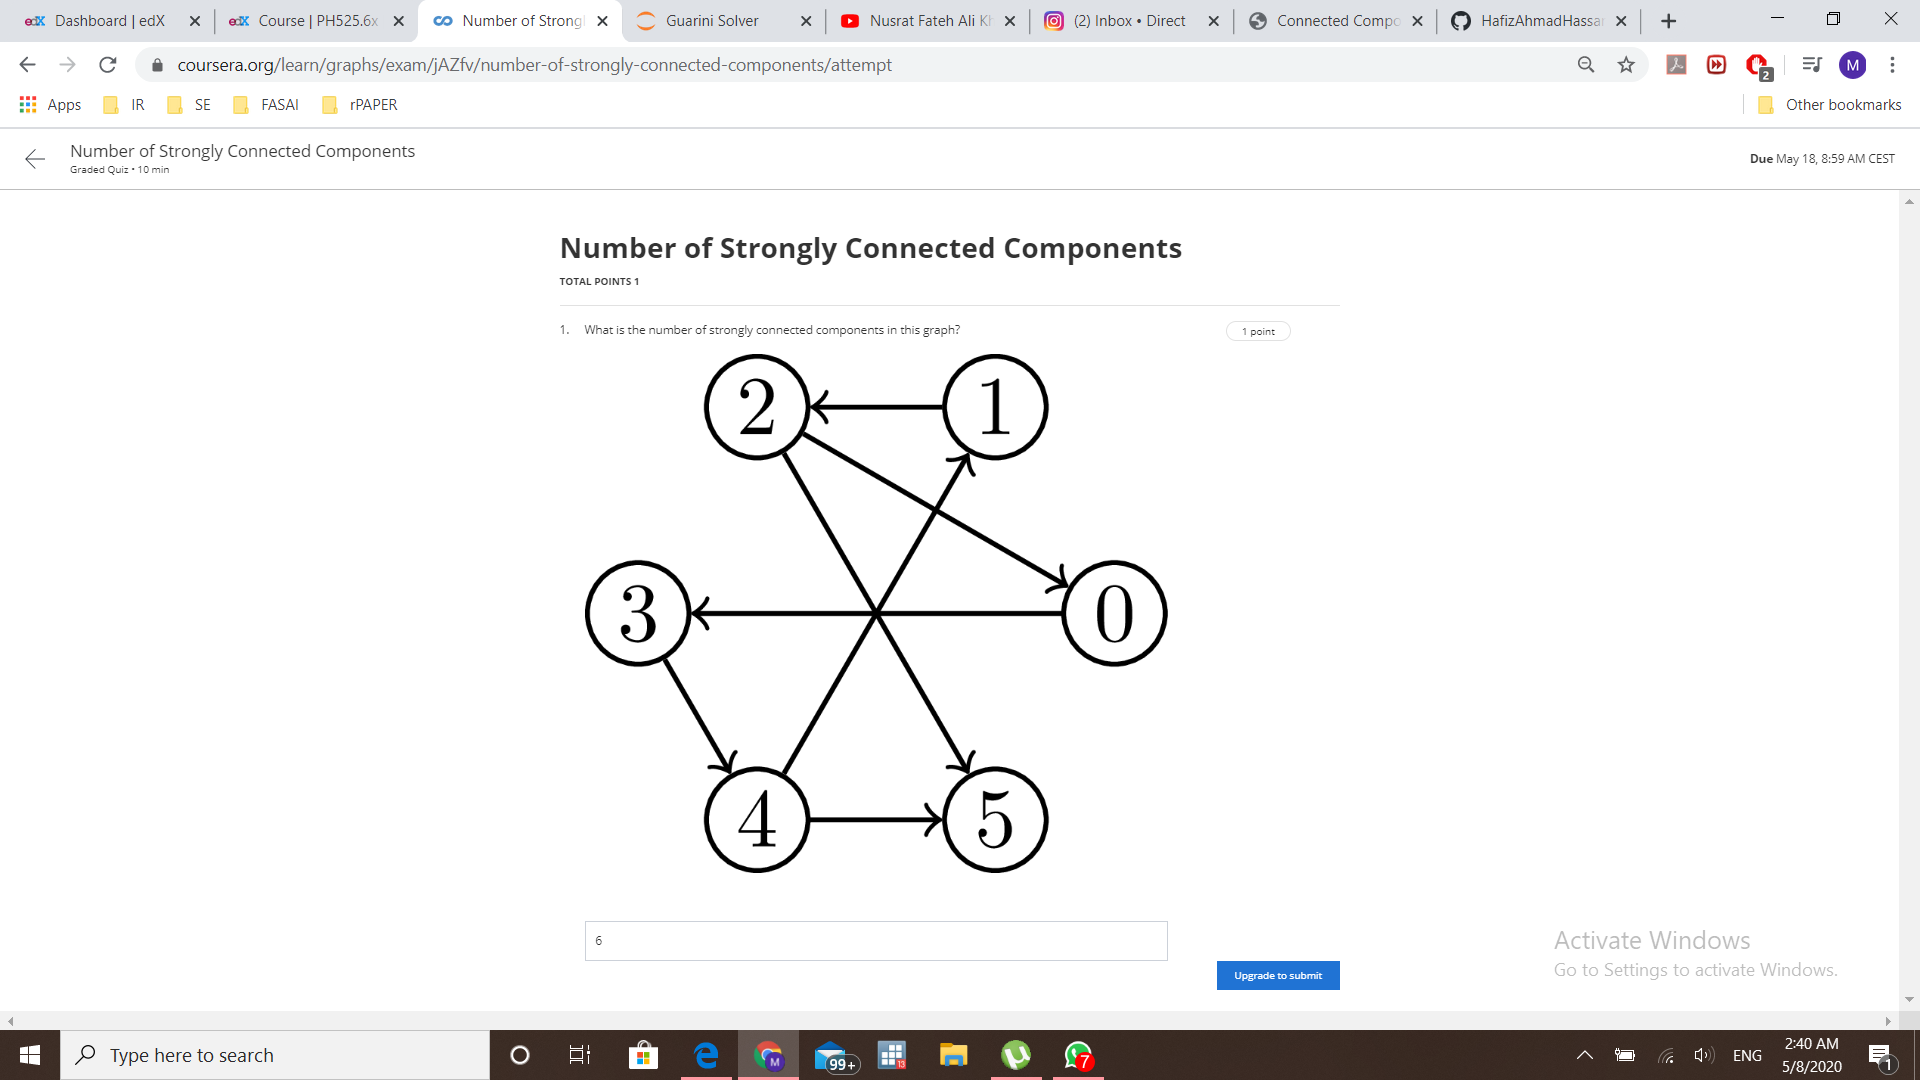 Dashboard | edX
Course | PH525.6x
Number of Strongl
Guarini Solver
Nusrat Fateh Ali K
(2) Inbox • Direct
Connected Compo
HafizAhmadHassa
coursera.org/learn/graphs/exam/jAZfv/number-of-strongly-connected-components/attempt
2
M
Apps
IR
SE
FASAI
rPAPER
Other bookmarks
Number of Strongly Connected Components
Graded Quiz • 10 min
Due May 18, 8:59 AM CEST
Number of Strongly Connected Components
TOTAL POINTS 1
1. What is the number of strongly connected components in this graph?
1 point
2
1
3
0
4
5
6
Upgrade to submit
Activate Windows
Go to Settings to activate Windows.
Type here to search
M
99+
13
7
ENG
2:40 AM
5/8/2020
1